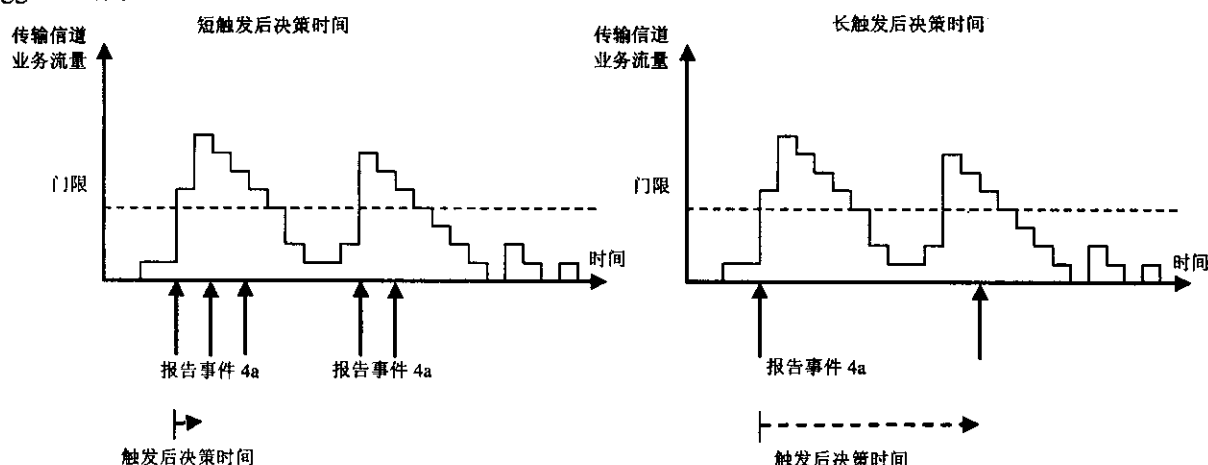 短触发后决策时间
传输信道
业务流量
门限
时间
报告事件 4a
报告事件 4a
触发后决策时间
长触发后决策时间
传输信道
业务流量
门限
时间
报告事件 4a
触发后决策时间